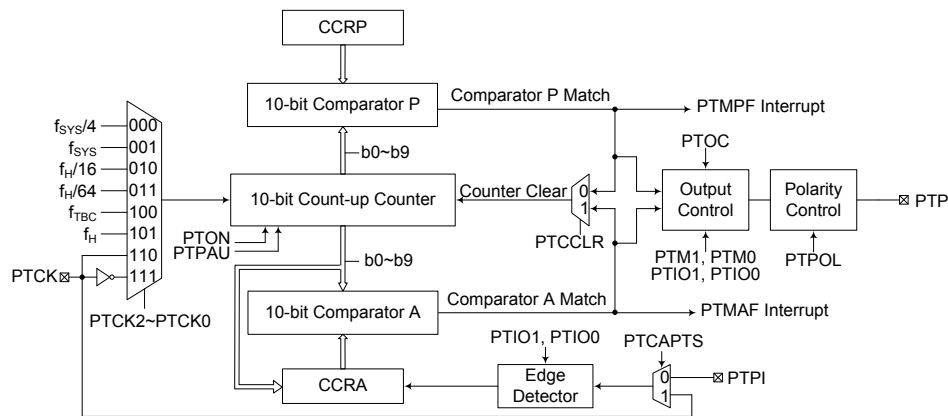 CCRP
10-bit Comparator P
Comparator P Match
PTMPF Interrupt
b0~b9
fSYS/4
000
fSYS
001
fH/16
010
fH/64
011
fTBC
100
fH
101
110
PTCK
111
PTCK2~PTCK0
10-bit Count-up Counter
PTON
PTPAU
Counter Clear
0
1
PTCCLR
PTOC
Output
Control
PTM1, PTM0
PTIO1, PTIO0
Polarity
Control
PTPOL
PTP
b0~b9
10-bit Comparator A
Comparator A Match
PTMAF Interrupt
CCRA
PTIO1, PTIO0
Edge
Detector
PTCAPTS
0
1
PTPI